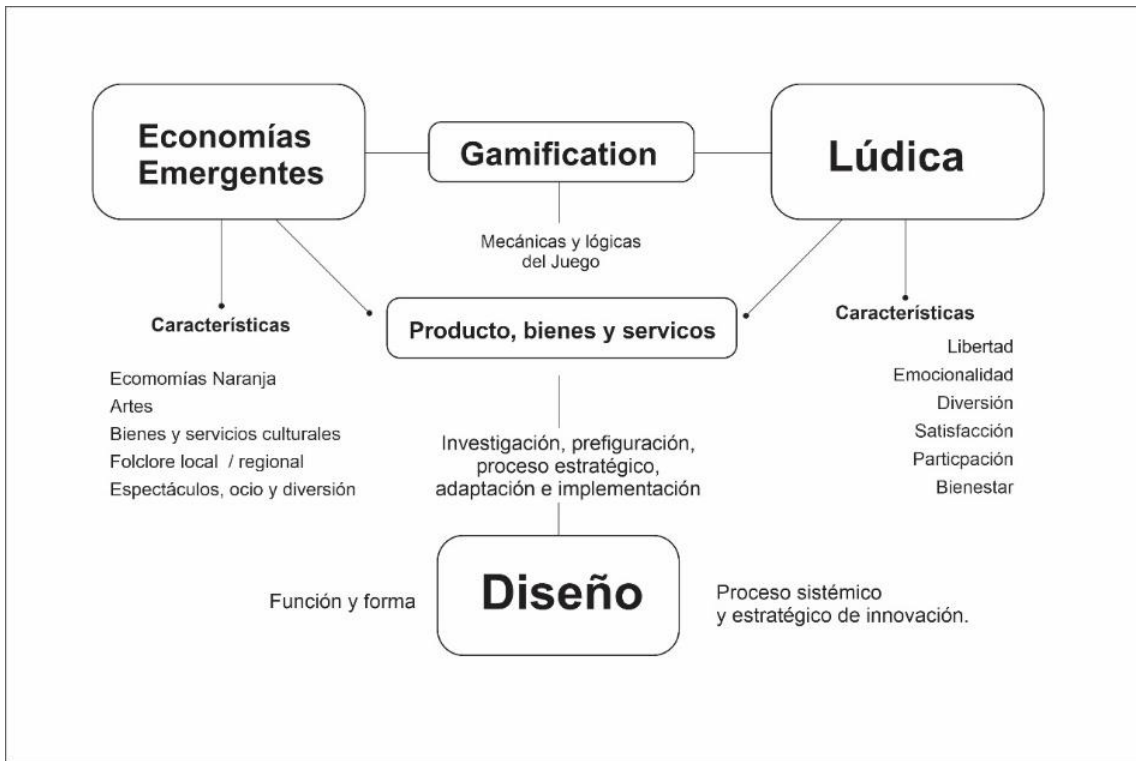 Economías
Emergentes
Gamification
Lúdica
Mecánicas y lógicas
del Juego
Características
Ecomomías Naranja
Artes
Bienes y servicios culturales
Folclore local / regional
Espectáculos, ocio y diversión
Producto, bienes y servicos
Características
Libertad
Emocionalidad
Diversión
Satisfacción
Particpación
Bienestar
Investigación, prefiguración,
proceso estratégico,
adaptación e implementación
Función y forma
Diseño
Proceso sistémico
y estratégico de innovación.